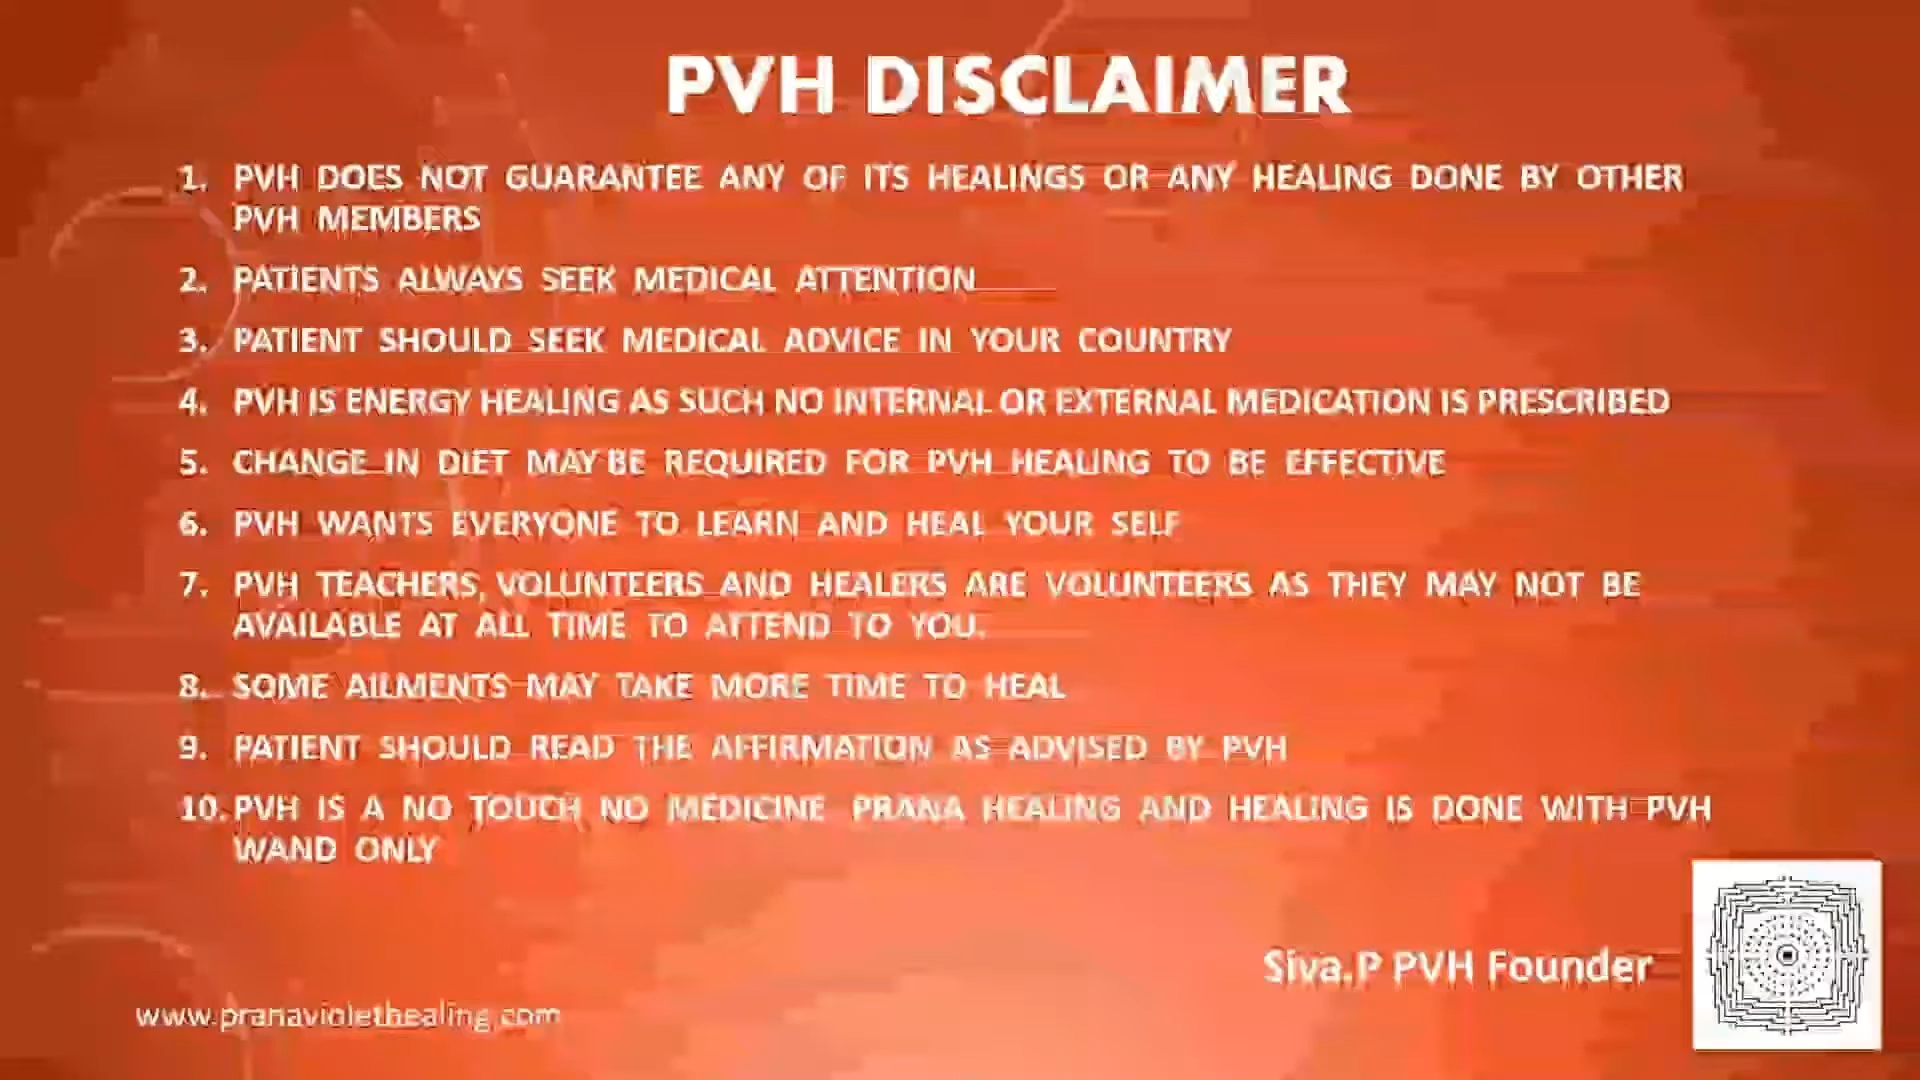 PVH DISCLAIMER
1. PVH DOES NOT GUARANTEE ANY OF ITS HEALINGS OR ANY HEALING DONE BY OTHER
PVH MEMBERS
2. PATIENTS ALWAYS SEEK MEDICAL ATTENTION
3. PATIENT SHOULD SEEK MEDICAL ADVICE IN YOUR COUNTRY
4. PVH IS ENERGY HEALING AS SUCH NO INTERNAL OR EXTERNAL MEDICATION IS PRESCRIBED
5. CHANGE IN DIET MAY BE REQUIRED FOR PVH HEALING TO BE EFFECTIVE
6. PVH WANTS EVERYONE TO LEARN AND HEAL YOUR SELF
7. PVH TEACHERS, VOLUNTEERS AND HEALERS ARE VOLUNTEERS AS THEY MAY NOT BE
AVAILABLE AT ALL TIME TO ATTEND TO YOU.
8. SOME AILMENTS MAY TAKE MORE TIME TO HEAL
9. PATIENT SHOULD READ THE AFFIRMATION AS ADVISED BY PVH
10. PVH IS A NO TOUCH NO MEDICINE PRANA HEALING AND HEALING IS DONE WITH PVH
WAND ONLY
Siva.P PVH Founder
www.pranaviolethealing.com